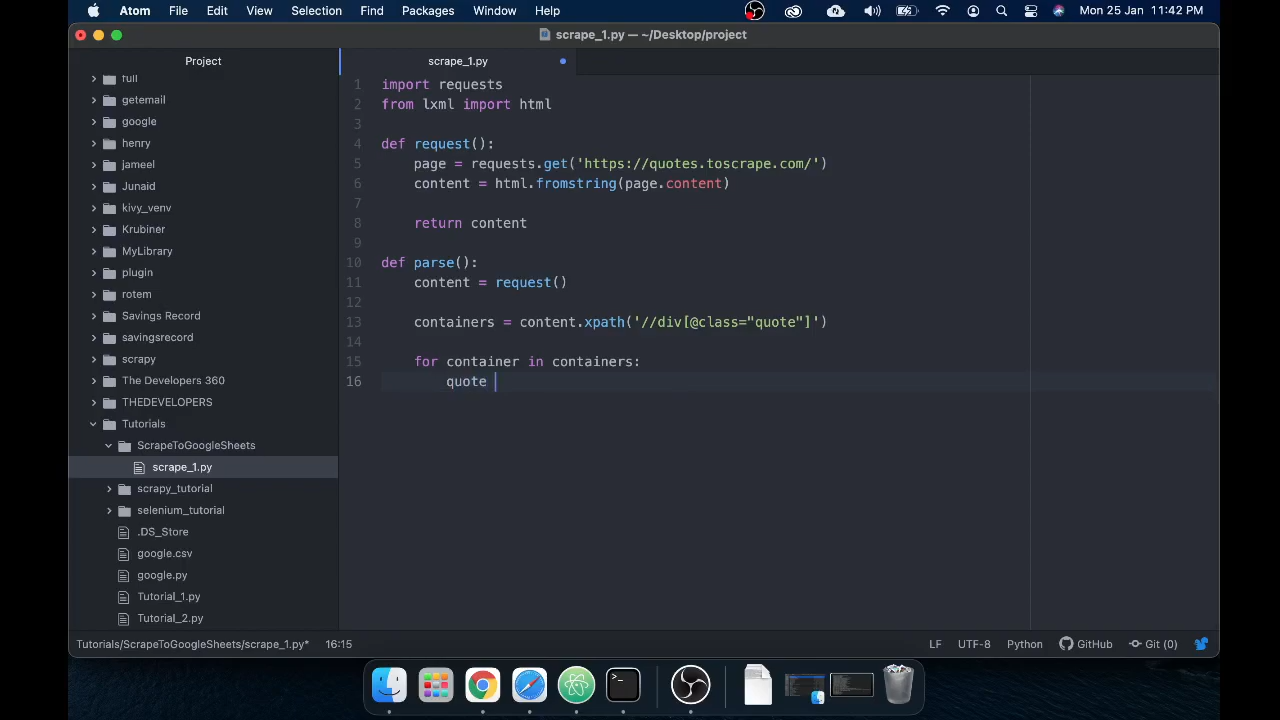 Atom File Edit View Selection Find Packages Window Help Mon 25 Jan 11:42 PM
scrape_1.py — ~/Desktop/project
Project
scrape_1.py
full
getemail
google
henry
jameel
Junaid
kivy_venv
Krubiner
MyLibrary
plugin
rotem
Savings Record
savingsrecord
scrapy
The Developers 360
THEDEVELOPERS
Tutorials
ScrapeToGoogleSheets
scrape_1.py
scrapy_tutorial
selenium_tutorial
.DS_Store
google.csv
google.py
Tutorial_1.py
Tutorial_2.py
1 import requests
2 from lxml import html
3
4 def request():
5 page = requests.get('https://quotes.toscrape.com/')
6 content = html.fromstring(page.content)
7
8 return content
9
10 def parse():
11 content = request()
12
13 containers = content.xpath('//div[@class="quote"]')
14
15 for container in containers:
16 quote
Tutorials/ScrapeToGoogleSheets/scrape_1.py* 16:15 LF UTF-8 Python GitHub Git (0)